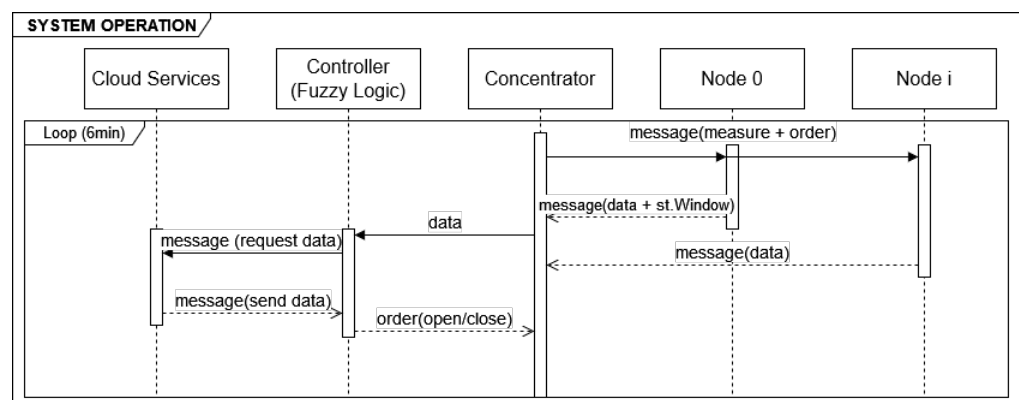 SYSTEM OPERATION
Cloud Services
Controller
(Fuzzy Logic)
Concentrator
Node 0
Node i
Loop (6min)
message(measure + order)
message(data + st.Window)
data
message (request data)
message(data)
message(send data)
order(open/close)